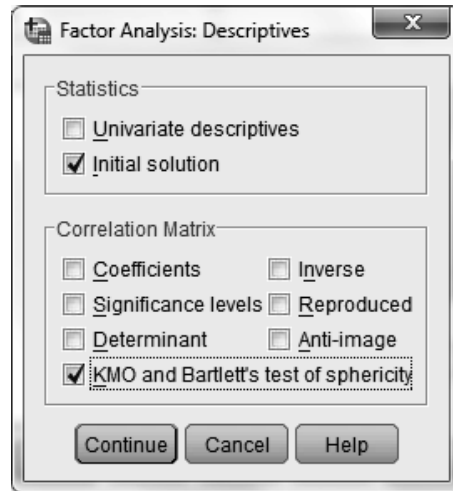 Factor Analysis: Descriptives
X
Statistics
Univariate descriptives
Initial solution
Correlation Matrix
Coefficients Inverse
Significance levels Reproduced
Determinant Anti-image
KMO and Bartlett's test of sphericity
Continue Cancel Help